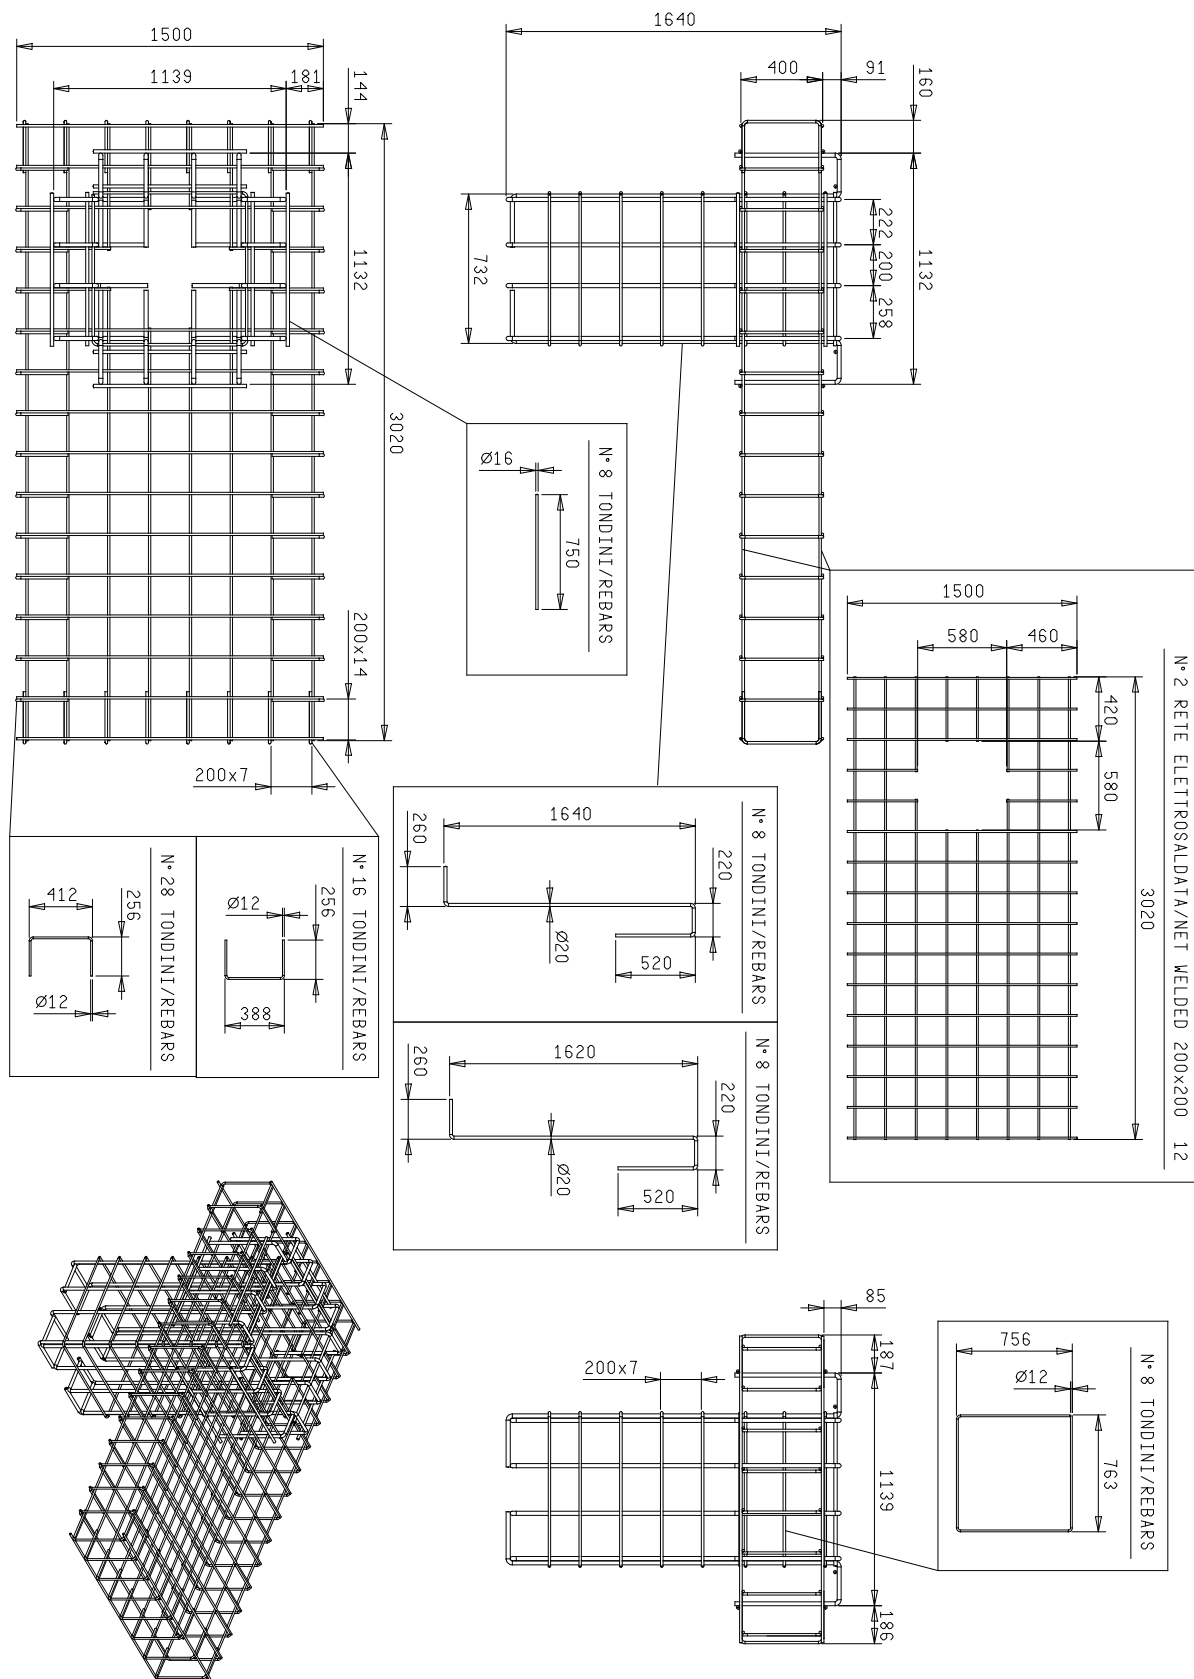 1500
1139
181
144
1132
3020
200x14
200x7
1640
400
91
160
732
222
200
258
1132
N°8 TONDINI/REBARS
Ø16
750
N°2 RETE ELETTROSALDATA/NET WELDED 200x200 12
1500
580
460
420
580
3020
N°8 TONDINI/REBARS
1640
260
220
Ø20
520
N°8 TONDINI/REBARS
1620
260
220
Ø20
520
N°16 TONDINI/REBARS
Ø12
256
388
N°28 TONDINI/REBARS
412
256
Ø12
85
187
200x7
1139
186
N°8 TONDINI/REBARS
756
Ø12
763